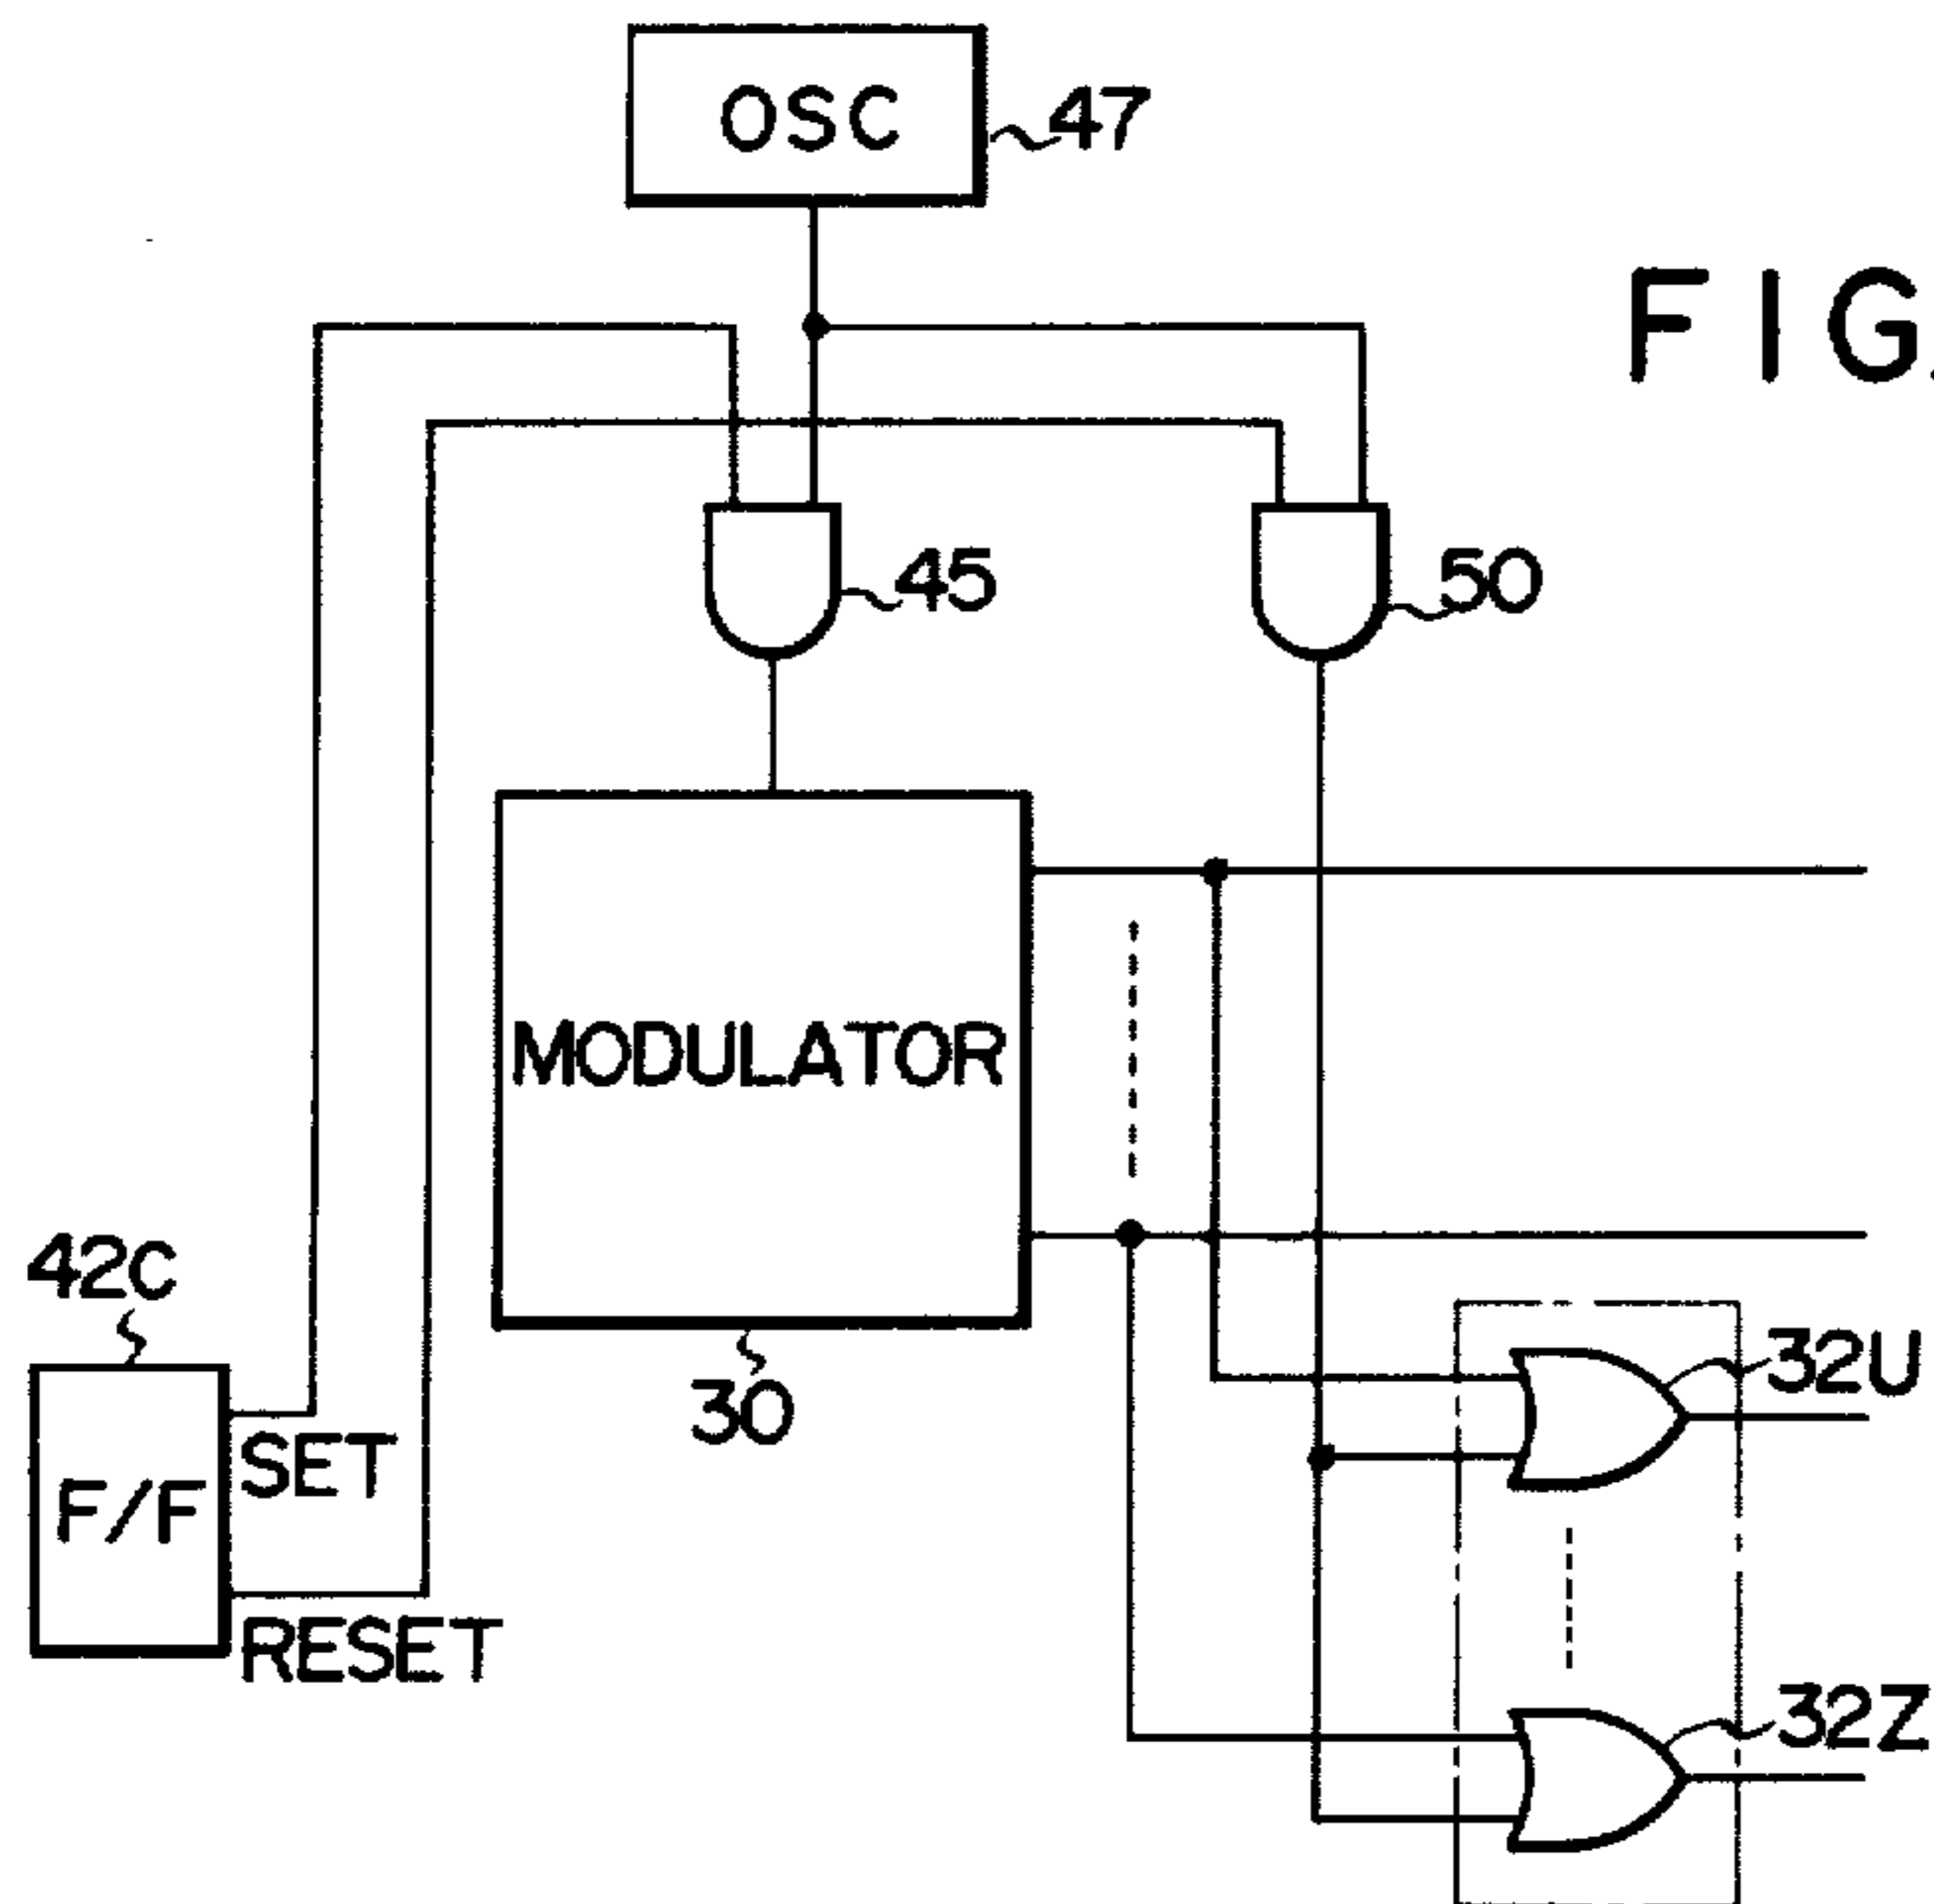 OSC
47
FIG.
45
50
MODULATOR
42C
30
32U
SET
F/F
RESET
32Z